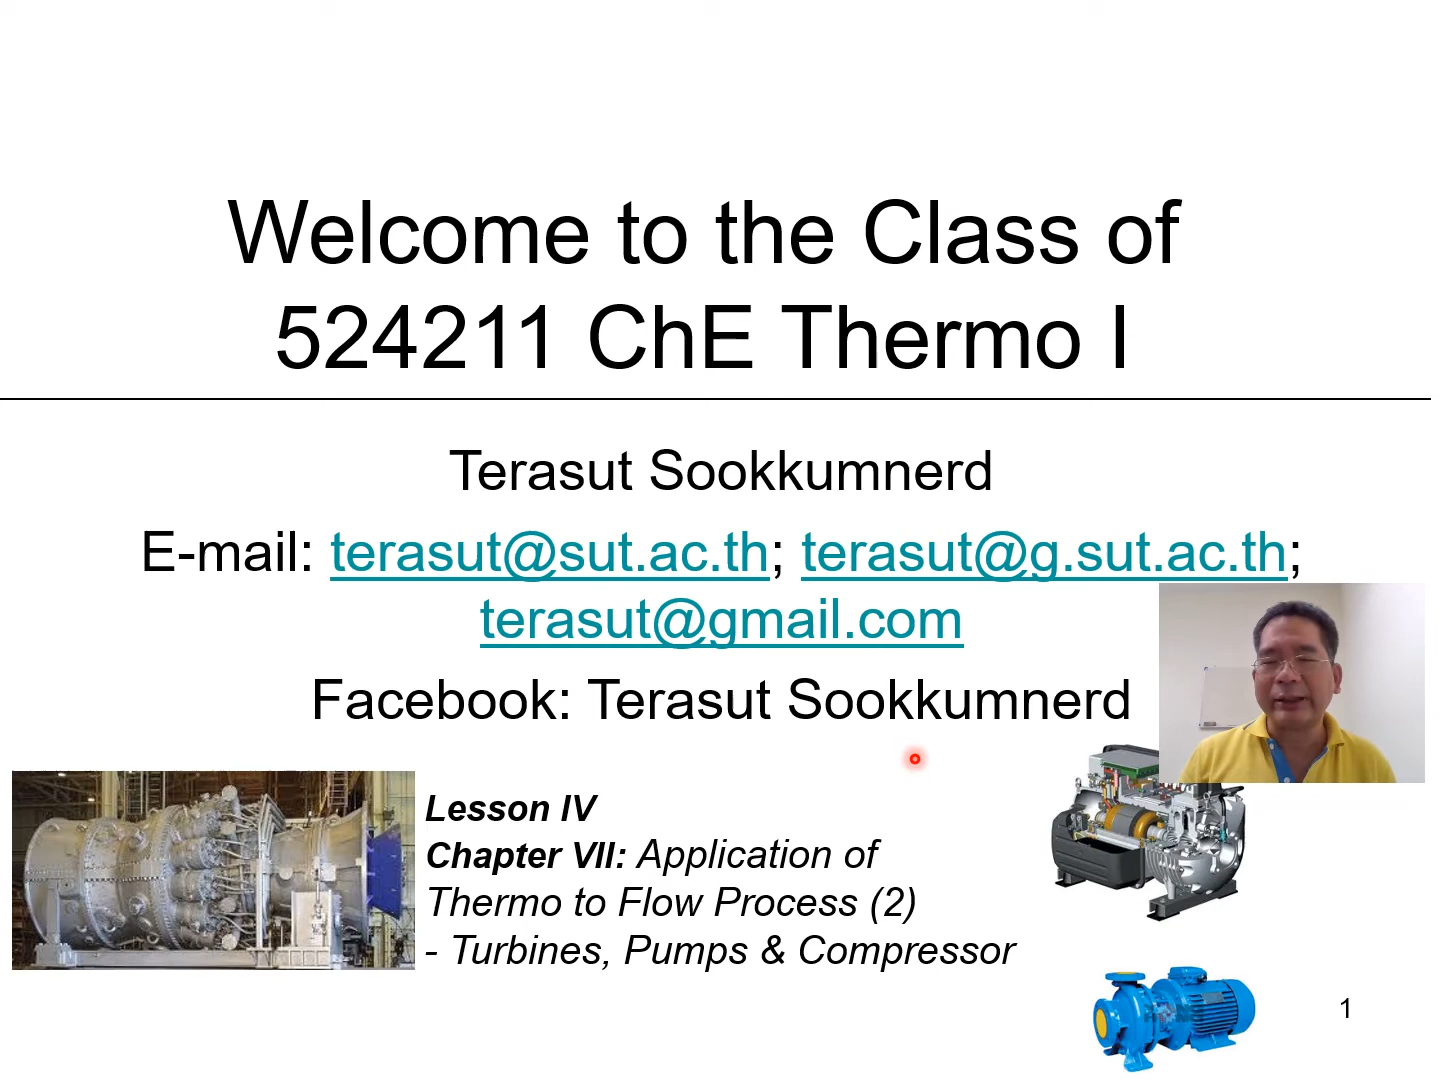 Welcome to the Class of
524211 ChE Thermo I
Terasut Sookkumnerd
E-mail: terasut@sut.ac.th; terasut@g.sut.ac.th;
terasut@gmail.com
Facebook: Terasut Sookkumnerd
Lesson IV
Chapter VII: Application of
Thermo to Flow Process (2)
- Turbines, Pumps & Compressor
1